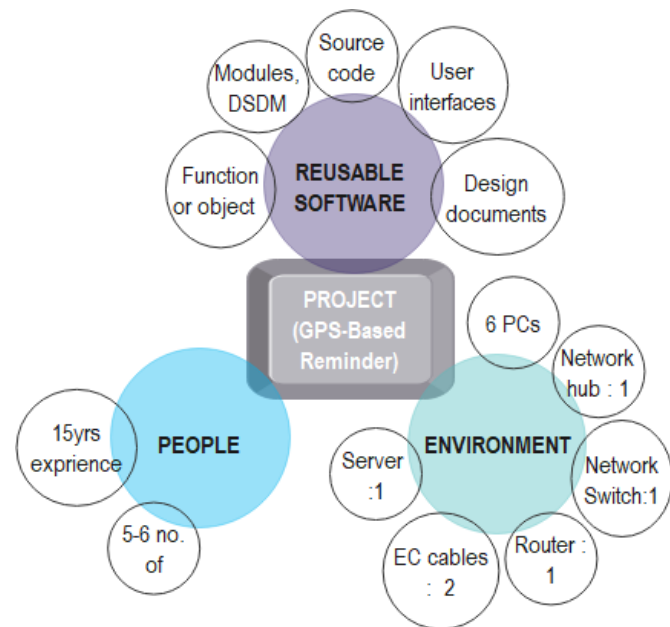 Source
code
Modules,
DSDM
User
interfaces
Function
or object
REUSABLE
SOFTWARE
Design
documents
PROJECT
(GPS-Based
Reminder)
6 PCs
Network
hub : 1
15yrs
exprience
PEOPLE
ENVIRONMENT
Server
:1
Network
Switch:1
5-6 no.
of
EC cables
: 2
Router :
1